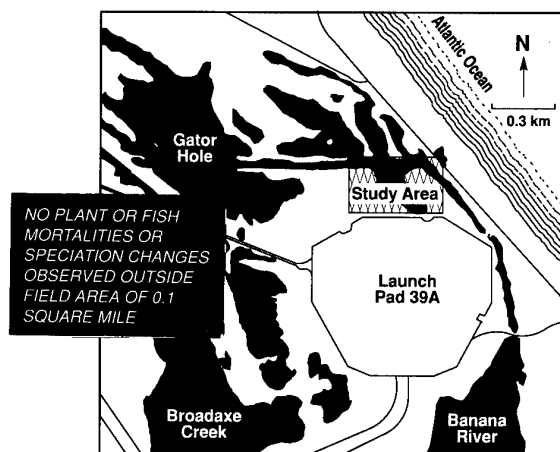 Atlantic Ocean
N
0.3 km
Gator
Hole
Study Area
NO PLANT OR FISH
MORTALITIES OR
SPECIATION CHANGES
OBSERVED OUTSIDE
FIELD AREA OF 0.1
SQUARE MILE
Launch
Pad 39A
Broadaxe
Creek
Banana
River